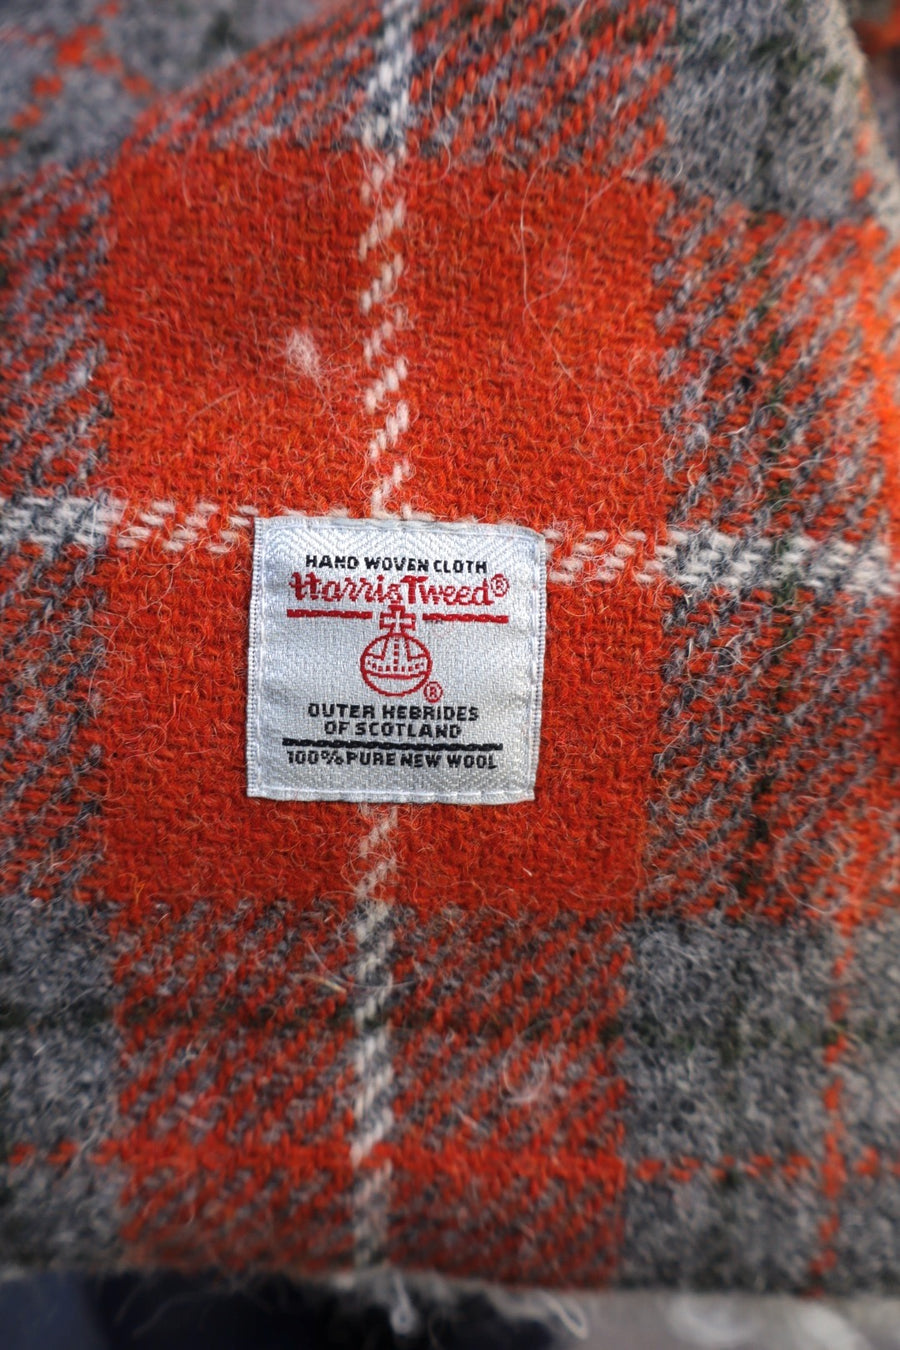 HAND WOVEN CLOTH
Harris Tweed®
®
OUTER HEBRIDES
OF SCOTLAND
100% PURE NEW WOOL